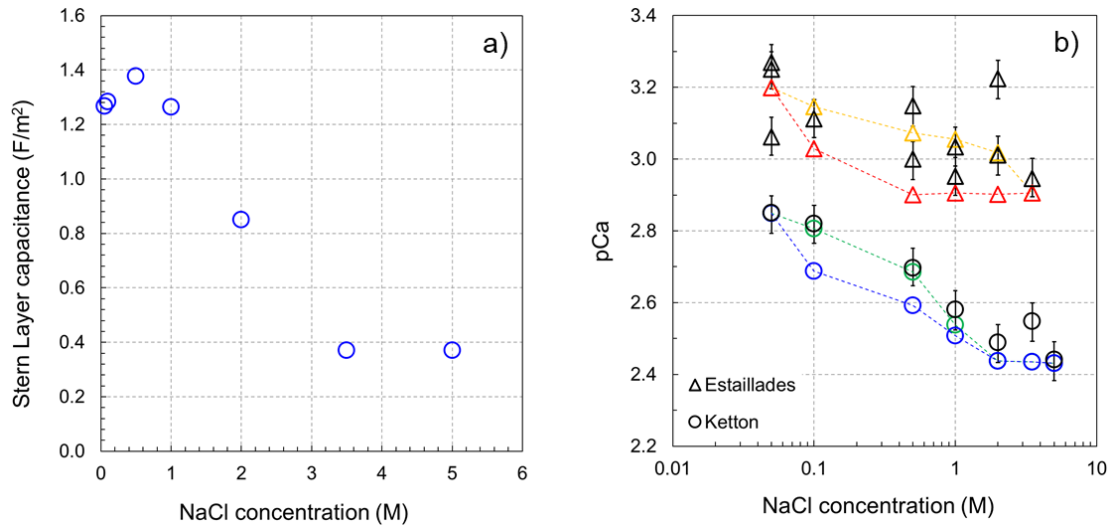 a)
Stern Layer capacitance (F/m²)
1.6
1.4
1.2
1.0
0.8
0.6
0.4
0.2
0.0
0 1 2 3 4 5 6
NaCl concentration (M)
b)
pCa
3.4
3.2
3.0
2.8
2.6
2.4
2.2
Estaillades
Ketton
0.01 0.1 1 10
NaCl concentration (M)